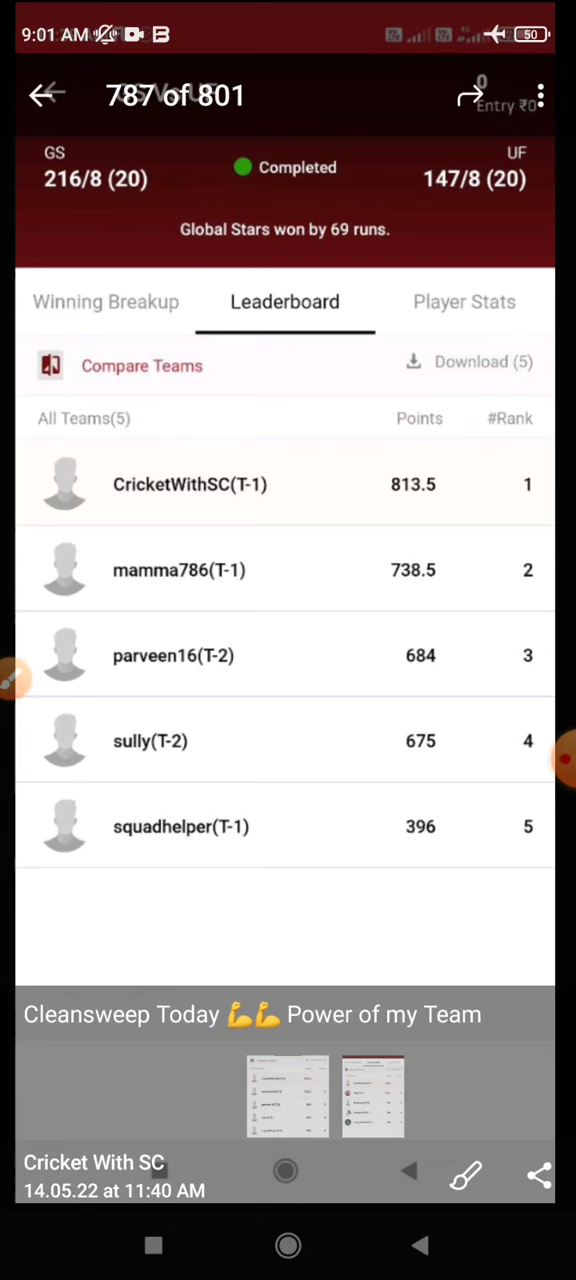 9:01 AM
50
787 of 801
0
Entry ₹0
GS
UF
216/8 (20)
Completed
147/8 (20)
Global Stars won by 69 runs.
Winning Breakup
Leaderboard
Player Stats
Compare Teams
Download (5)
All Teams(5)
Points
#Rank
CricketWithSC(T-1)
813.5
1
mamma786(T-1)
738.5
2
parveen16(T-2)
684
3
sully(T-2)
675
4
squadhelper(T-1)
396
5
Cleansweep Today 💪💪 Power of my Team
Cricket With SC
14.05.22 at 11:40 AM